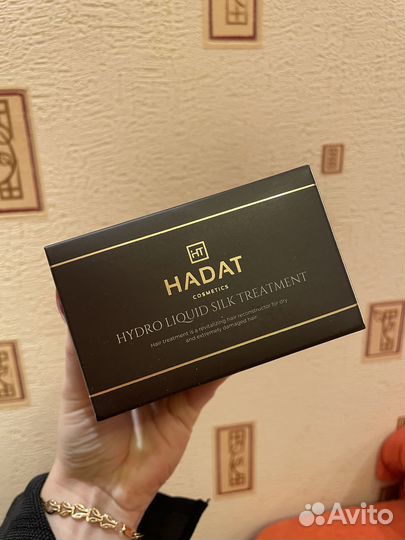 HT
HADAT
COSMETICS
HYDRO LIQUID SILK TREATMENT
Hair treatment is a revitalizing hair reconstructor for dry
and extremely damaged hair.
Avito